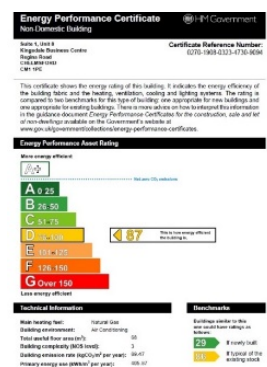 Energy Performance Certificate
Non-Domestic Building
HM Government
Suite 1, Unit 8
Kingsdale Business Centre
Regina Road
CHELMSFORD
CM1 1PE
Certificate Reference Number:
0270-1908-0323-4730-9094
This certificate shows the energy rating of this building. It indicates the energy efficiency of
the building fabric and the heating, ventilation, cooling and lighting systems. The rating is
compared to two benchmarks for this type of building: one appropriate for new buildings and
one appropriate for existing buildings. There is more advice on how to interpret this information
in the guidance document Energy Performance Certificates for the construction, sale and let
of non-dwellings available on the Government's website at
www.gov.uk/government/collections/energy-performance-certificates.
Energy Performance Asset Rating
More energy efficient
A+
Net zero CO2 emissions
A 0-25
B 26-50
C 51-75
D 76-100
87
This is how energy efficient
the building is.
E 101-125
F 126-150
G Over 150
Less energy efficient
Technical Information
Main heating fuel: Natural Gas
Building environment: Air Conditioning
Total useful floor area (m²):
Building complexity (NOS level): 3
Building emission rate (kgCO2/m² per year):
Primary energy use (kWh/m² per year):
Benchmarks
Buildings similar to this
one could have ratings as
follows:
29
If newly built
If typical of the
existing stock